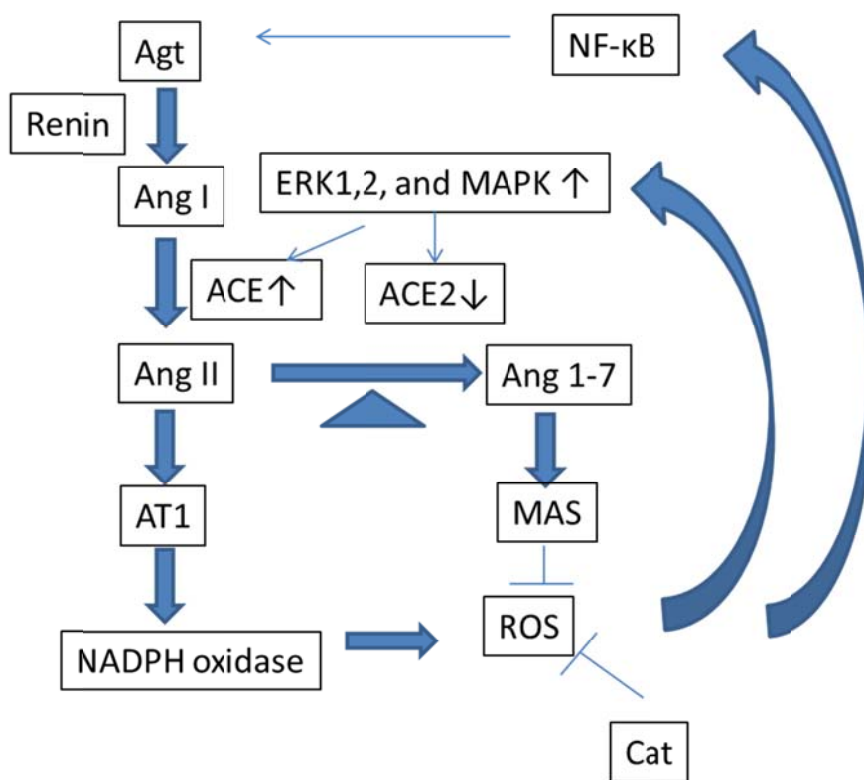 Agt
NF-κB
Renin
Ang I
ERK1,2, and MAPK ↑
ACE↑
ACE2↓
Ang II
Ang 1-7
AT1
MAS
ROS
NADPH oxidase
Cat